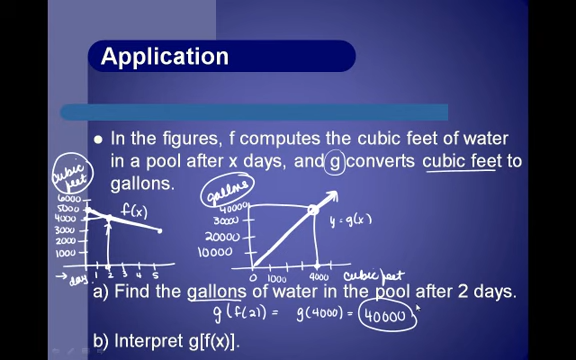 Application
• In the figures, f computes the cubic feet of water
in a pool after x days, and g converts cubic feet to
gallons.
cubic
feet
6000
5000
4000
3000
2000
1000
f(x)
→ day 1 2 3 4 5
gallons
40000
30000
20000
10000
y = g(x)
0 1000 4000 cubic feet
a) Find the gallons of water in the pool after 2 days.
g(f(2)) = g(4000) = 40000
b) Interpret g[f(x)].